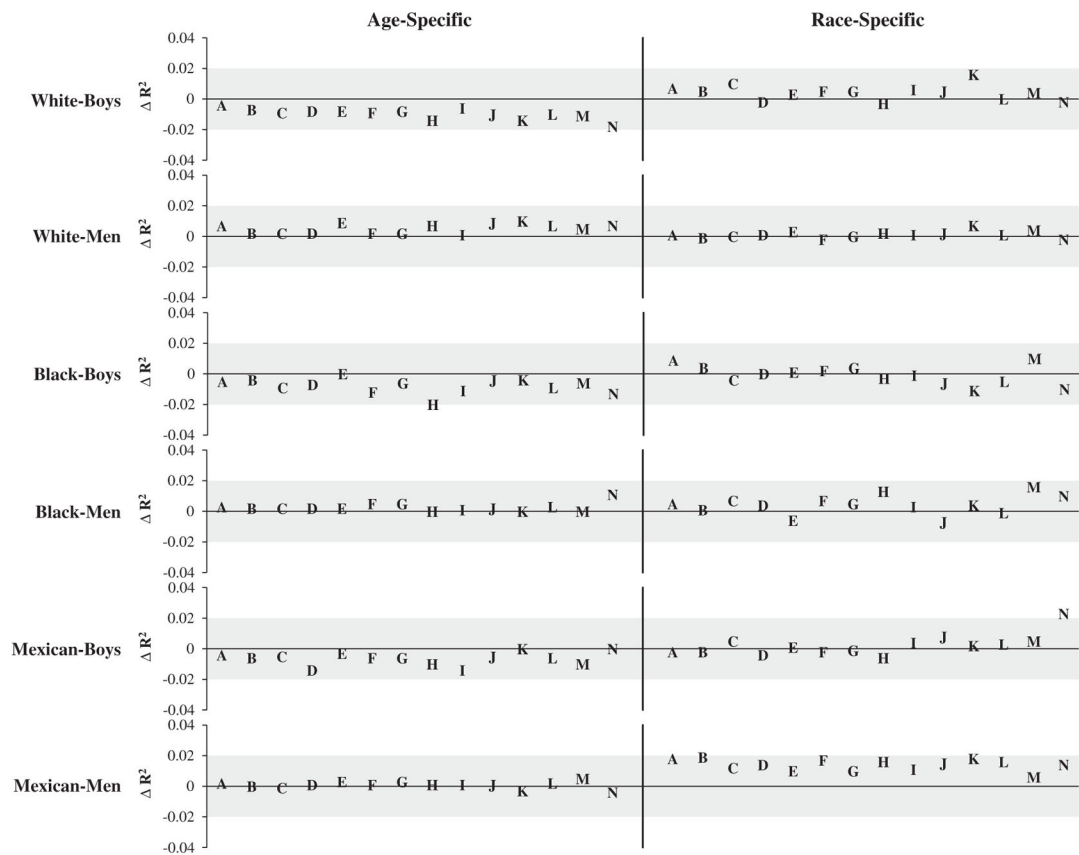 Age-Specific Race-Specific
White-Boys
Δ R²
0.04
0.02
0
-0.02
-0.04
A B C D E F G H I J K L M N
A B C D E F G H I J K L M N
White-Men
Δ R²
0.04
0.02
0
-0.02
-0.04
A B C D E F G H I J K L M N
A B C D E F G H I J K L M N
Black-Boys
Δ R²
0.04
0.02
0
-0.02
-0.04
A B C D E F G H I J K L M N
A B C D E F G H I J K L M N
Black-Men
Δ R²
0.04
0.02
0
-0.02
-0.04
A B C D E F G H I J K L M N
A B C D E F G H I J K L M N
Mexican-Boys
Δ R²
0.04
0.02
0
-0.02
-0.04
A B C D E F G H I J K L M N
A B C D E F G H I J K L M N
Mexican-Men
Δ R²
0.04
0.02
0
-0.02
-0.04
A B C D E F G H I J K L M N
A B C D E F G H I J K L M N